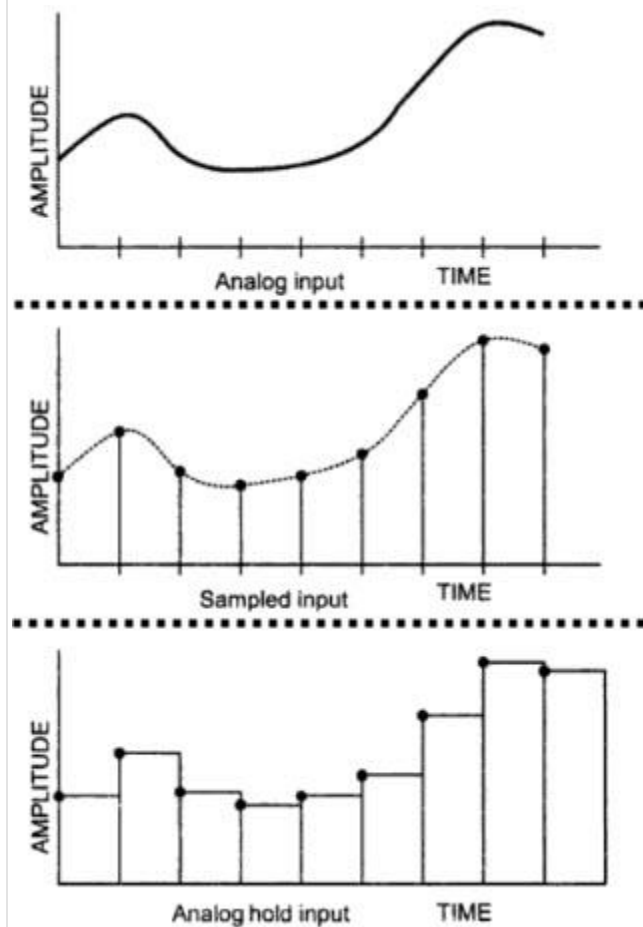 AMPLITUDE
Analog input TIME
AMPLITUDE
Sampled input TIME
AMPLITUDE
Analog hold input TIME